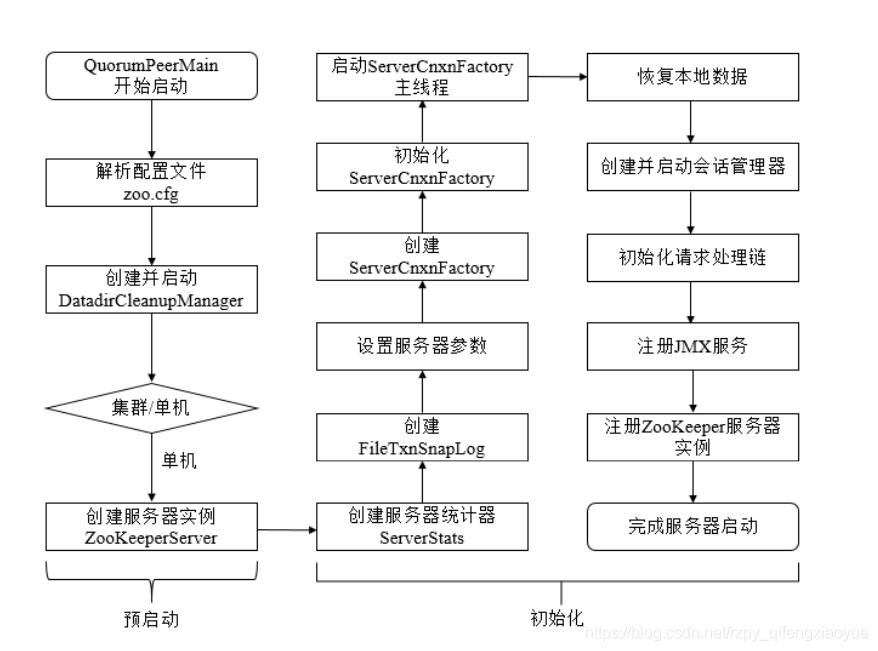 QuorumPeerMain
开始启动
解析配置文件
zoo.cfg
创建并启动
DatadirCleanupManager
集群/单机
单机
创建服务器实例
ZooKeeperServer
预启动
启动ServerCnxnFactory
主线程
初始化
ServerCnxnFactory
创建
ServerCnxnFactory
设置服务器参数
创建
FileTxnSnapLog
创建服务器统计器
ServerStats
恢复本地数据
创建并启动会话管理器
初始化请求处理链
注册JMX服务
注册ZooKeeper服务器
实例
完成服务器启动
初始化
https://blog.csdn.net/rzpy_qifengxiaoyue